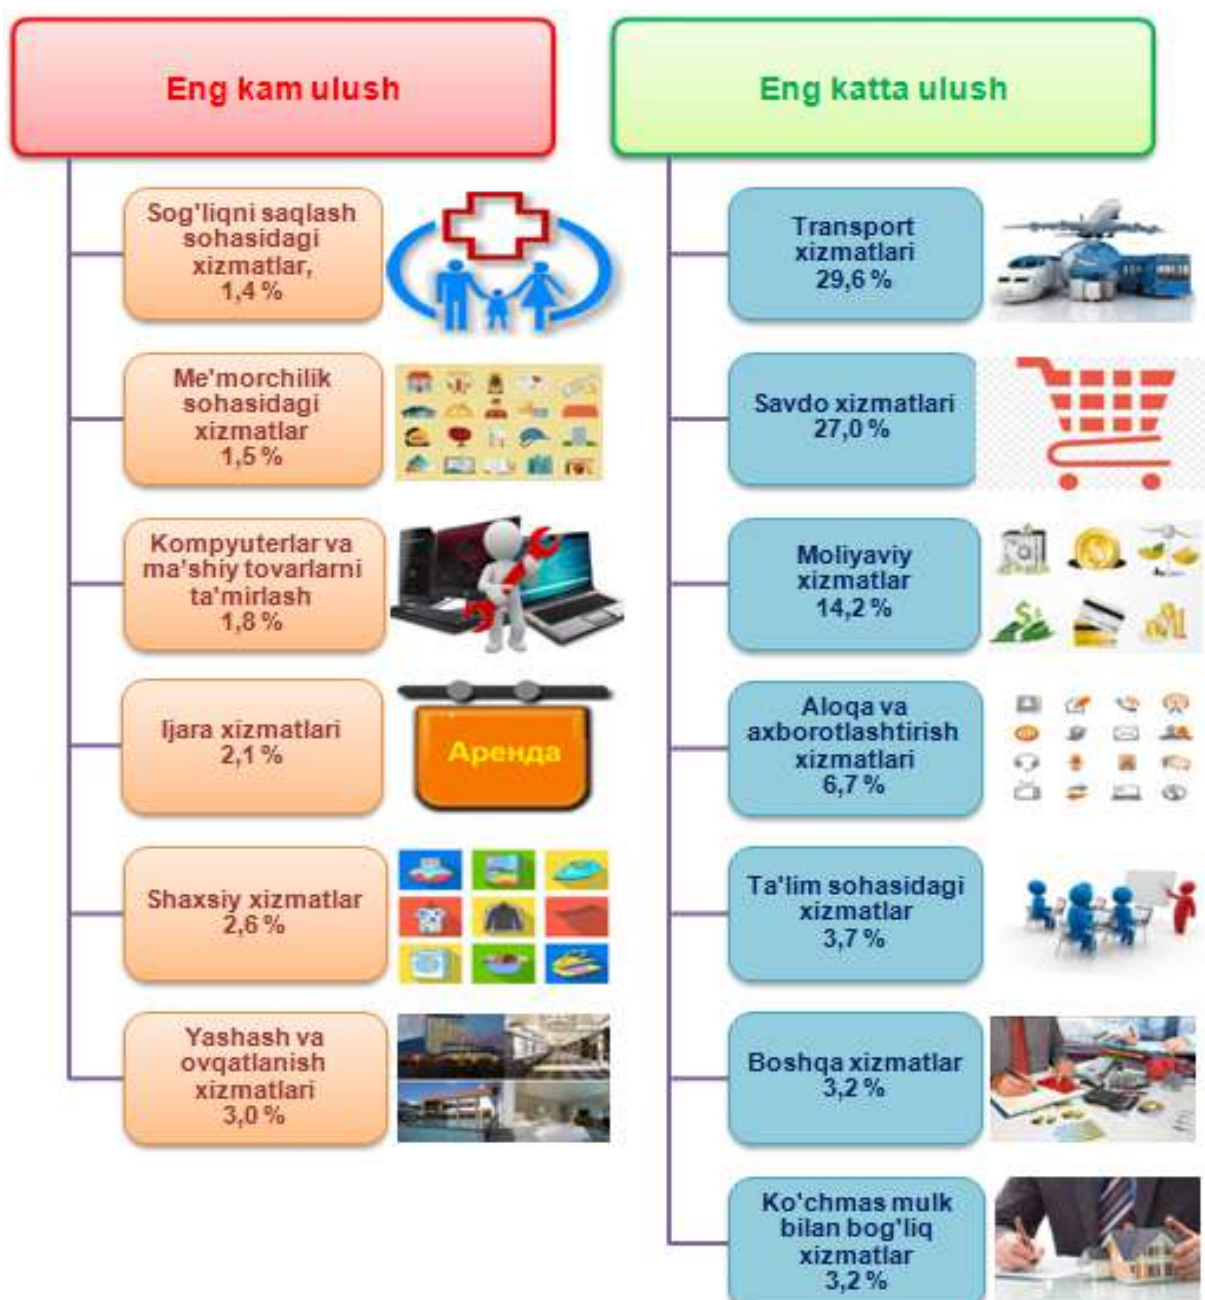 Eng kam ulush
Sog'liqni saqlash
sohasidagi
xizmatlar,
1,4 %
Me'morchilik
sohasidagi
xizmatlar
1,5 %
Kompyuterlar va
ma'shiy tovarlarni
ta'mirlash
1,8 %
Ijara xizmatlari
2,1 %
Аренда
Shaxsiy xizmatlar
2,6 %
Yashash va
ovqatlanish
xizmatlari
3,0 %
Eng katta ulush
Transport
xizmatlari
29,6 %
Savdo xizmatlari
27,0 %
Moliyaviy
xizmatlar
14,2 %
Aloqa va
axborotlashtirish
xizmatlari
6,7 %
Ta'lim sohasidagi
xizmatlar
3,7 %
Boshqa xizmatlar
3,2 %
Ko'chmas mulk
bilan bog'liq
xizmatlar
3,2 %